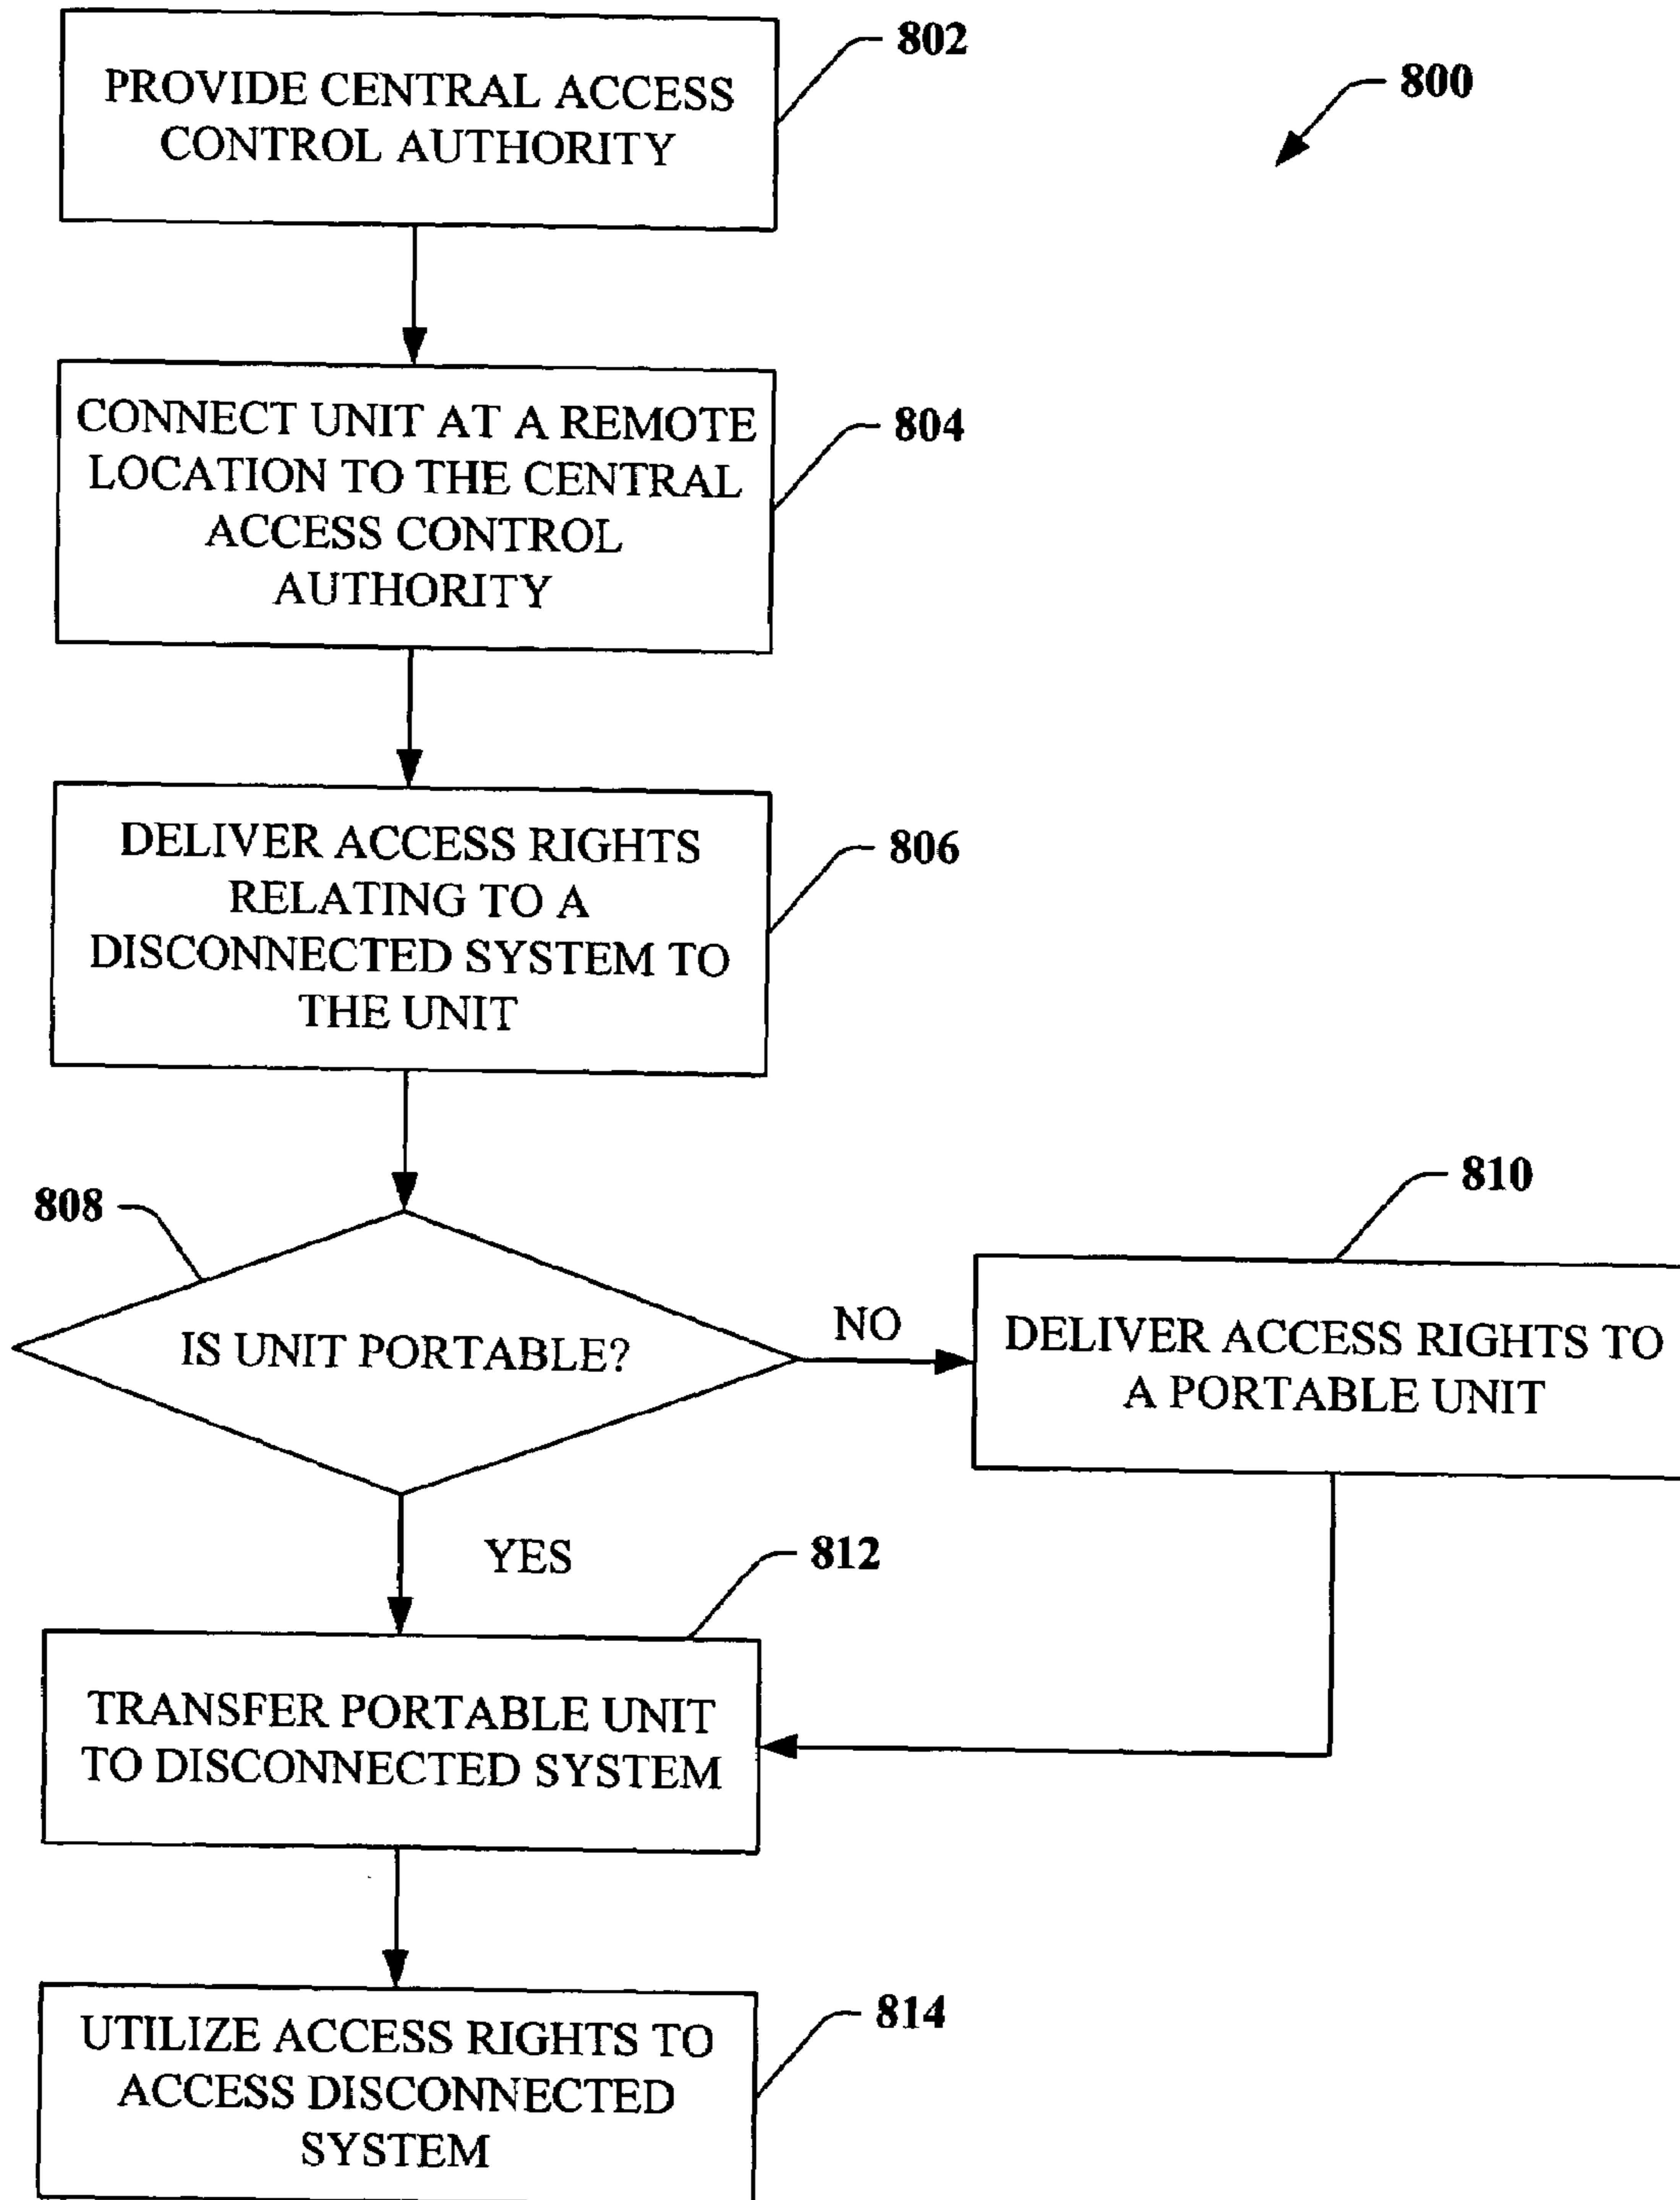 802
PROVIDE CENTRAL ACCESS
CONTROL AUTHORITY
800
804
CONNECT UNIT AT A REMOTE
LOCATION TO THE CENTRAL
ACCESS CONTROL
AUTHORITY
806
DELIVER ACCESS RIGHTS
RELATING TO A
DISCONNECTED SYSTEM TO
THE UNIT
808
IS UNIT PORTABLE?
NO
810
DELIVER ACCESS RIGHTS TO
A PORTABLE UNIT
YES
812
TRANSFER PORTABLE UNIT
TO DISCONNECTED SYSTEM
814
UTILIZE ACCESS RIGHTS TO
ACCESS DISCONNECTED
SYSTEM